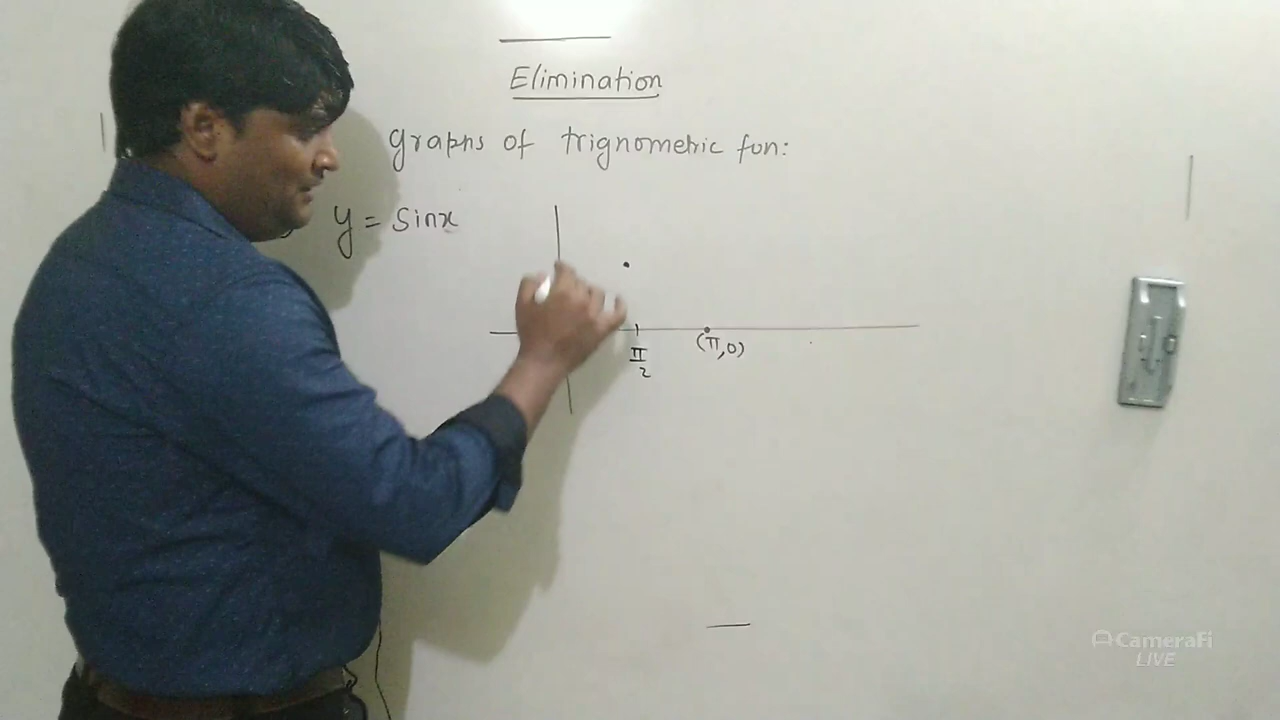 Elimination
graphs of trignometric fun:
y = sinx
π/2
(π,0)
CameraFi
LIVE